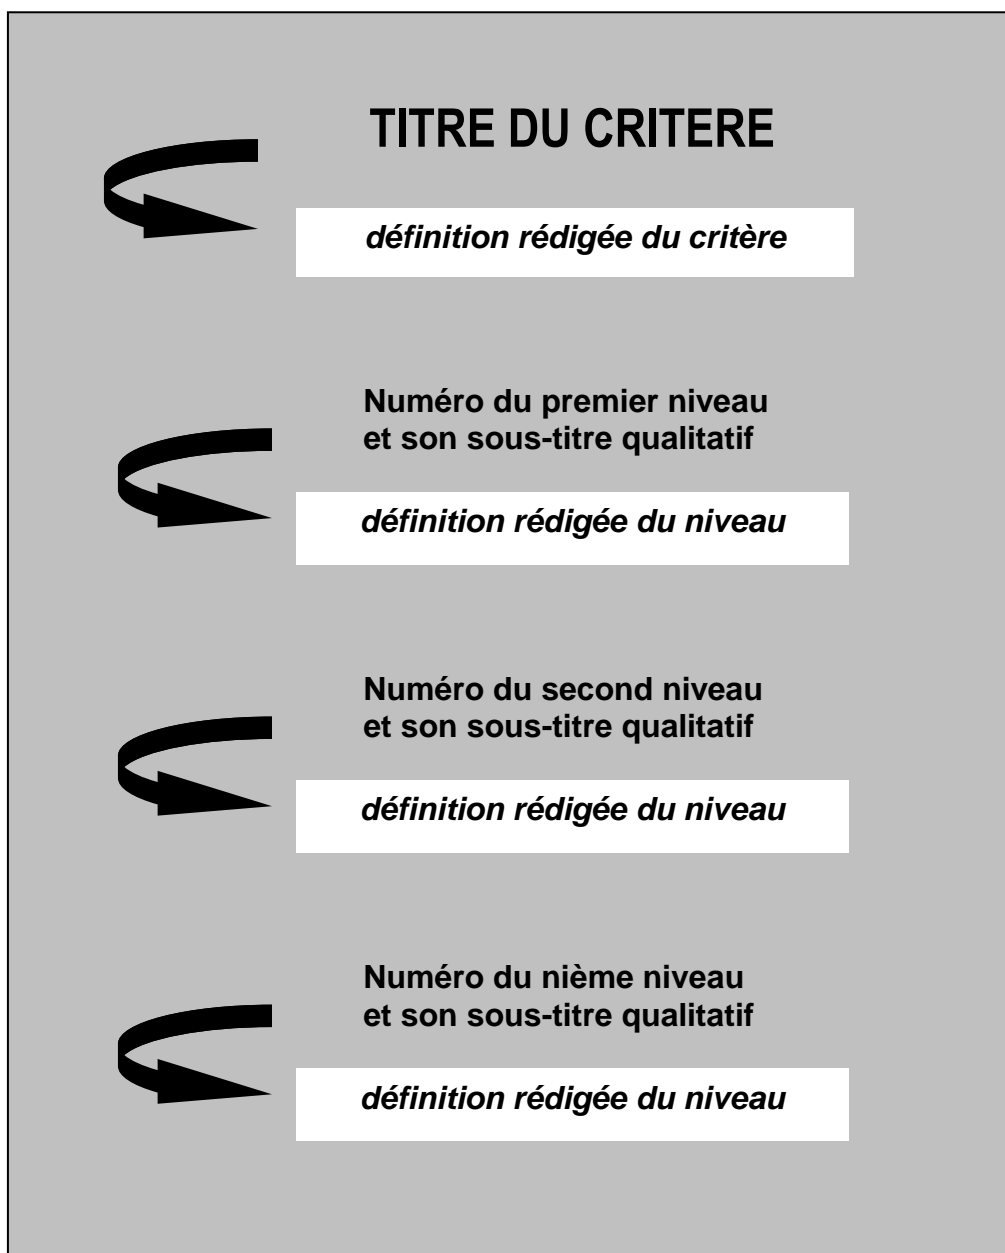 TITRE DU CRITERE
définition rédigée du critère
Numéro du premier niveau
et son sous-titre qualitatif
définition rédigée du niveau
Numéro du second niveau
et son sous-titre qualitatif
définition rédigée du niveau
Numéro du nième niveau
et son sous-titre qualitatif
définition rédigée du niveau